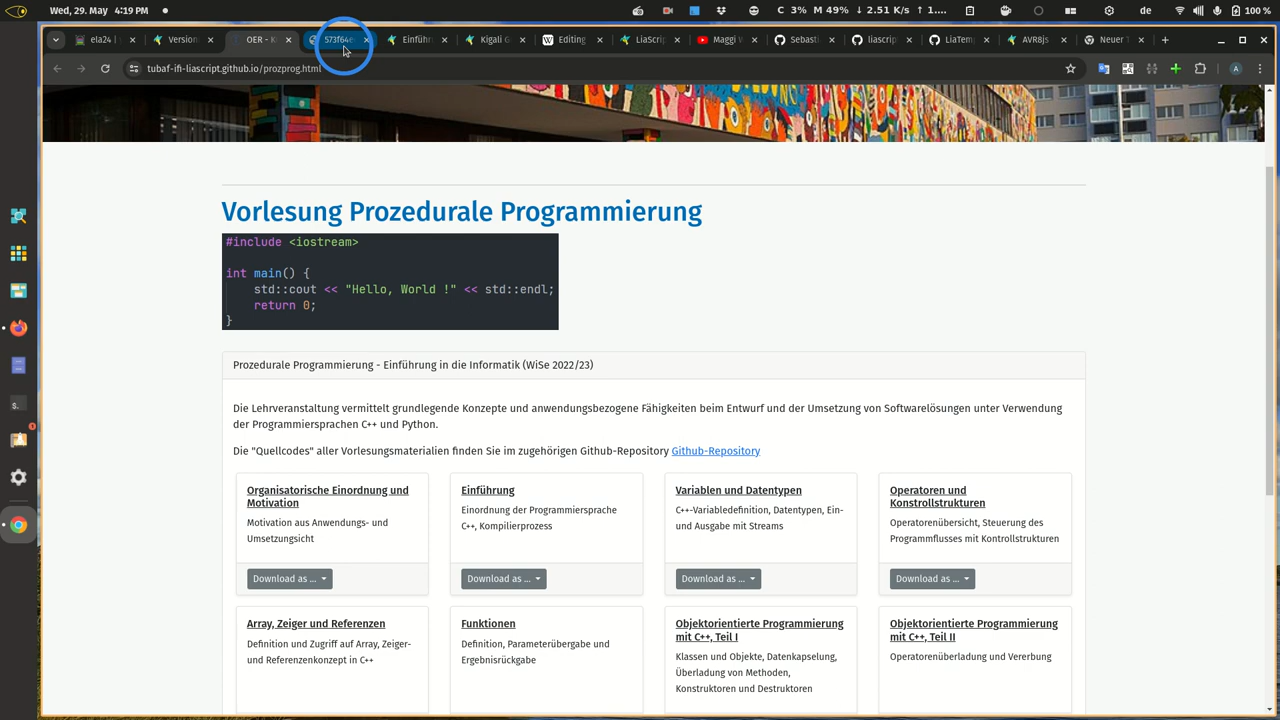 Wed, 29. May  4:19 PM
C 3% M 49% ↓ 2.51 K/s ↑ 1....
de
100 %
ela24 | Version OER - K 573f64e Einführ Kigali G Editing LiaScrip Maggi W Sebasti liascrip LiaTem AVR8js Neuer T
tubaf-ifi-liascript.github.io/prozprog.html
A
Vorlesung Prozedurale Programmierung
#include <iostream>
int main() {
std::cout << "Hello, World !" << std::endl;
return 0;
}
Prozedurale Programmierung - Einführung in die Informatik (WiSe 2022/23)
Die Lehrveranstaltung vermittelt grundlegende Konzepte und anwendungsbezogene Fähigkeiten beim Entwurf und der Umsetzung von Softwarelösungen unter Verwendung
der Programmiersprachen C++ und Python.
Die "Quellcodes" aller Vorlesungsmaterialien finden Sie im zugehörigen Github-Repository Github-Repository
Organisatorische Einordnung und
Motivation
Motivation aus Anwendungs- und
Umsetzungsicht
Download as ...
Einführung
Einordnung der Programmiersprache
C++, Kompilierprozess
Download as ...
Variablen und Datentypen
C++-Variabledefinition, Datentypen, Ein-
und Ausgabe mit Streams
Download as ...
Operatoren und
Konstrollstrukturen
Operatorenübersicht, Steuerung des
Programmflusses mit Kontrollstrukturen
Download as ...
Array, Zeiger und Referenzen
Definition und Zugriff auf Array, Zeiger-
und Referenzenkonzept in C++
Funktionen
Definition, Parameterübergabe und
Ergebnisrückgabe
Objektorientierte Programmierung
mit C++, Teil I
Klassen und Objekte, Datenkapselung,
Überladung von Methoden,
Konstruktoren und Destruktoren
Objektorientierte Programmierung
mit C++, Teil II
Operatorenüberladung und Vererbung